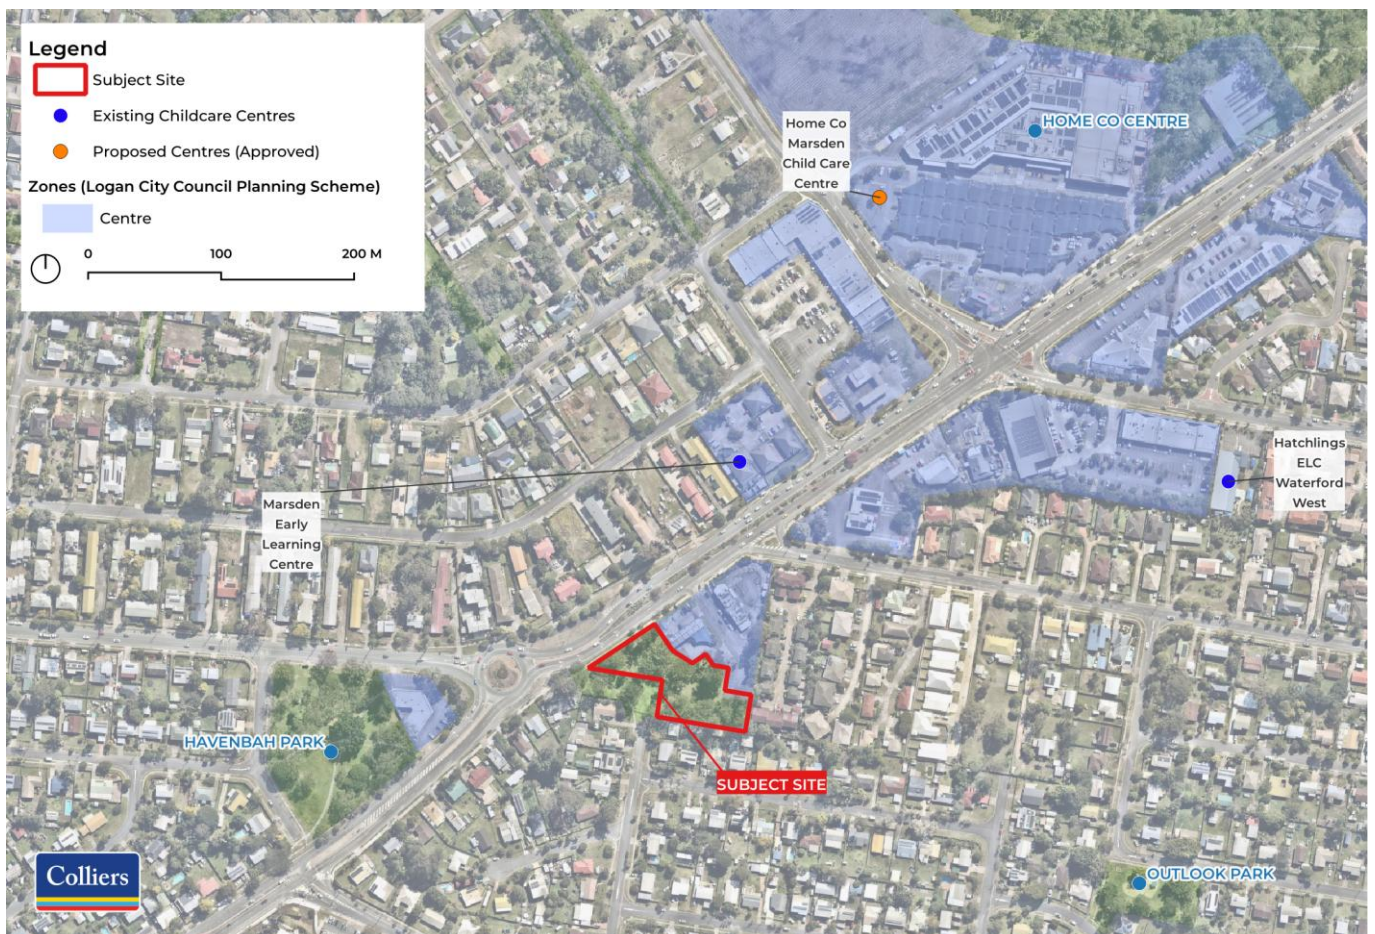 Legend
Subject Site
Existing Childcare Centres
Proposed Centres (Approved)
Zones (Logan City Council Planning Scheme)
Centre
0 100 200 M
Home Co
Marsden
Child Care
Centre
HOME CO CENTRE
Marsden
Early
Learning
Centre
Hatchlings
ELC
Waterford
West
HAVENBAH PARK
SUBJECT SITE
OUTLOOK PARK
Colliers